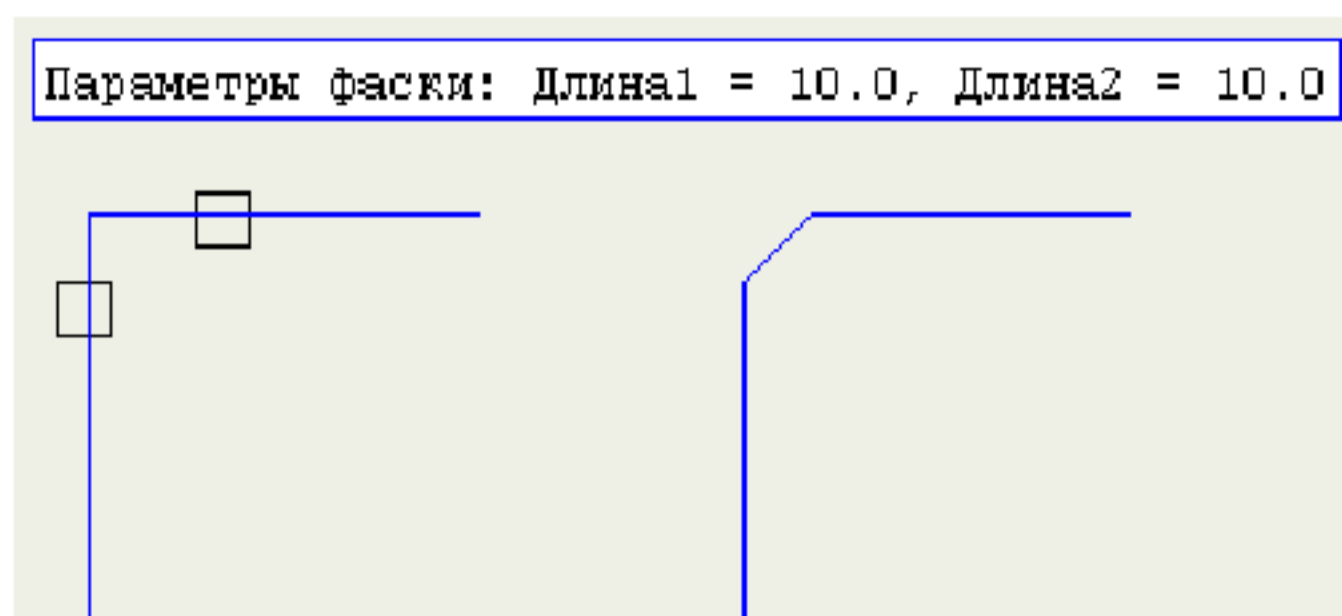 Параметры фаски: Длина1 = 10.0, Длина2 = 10.0